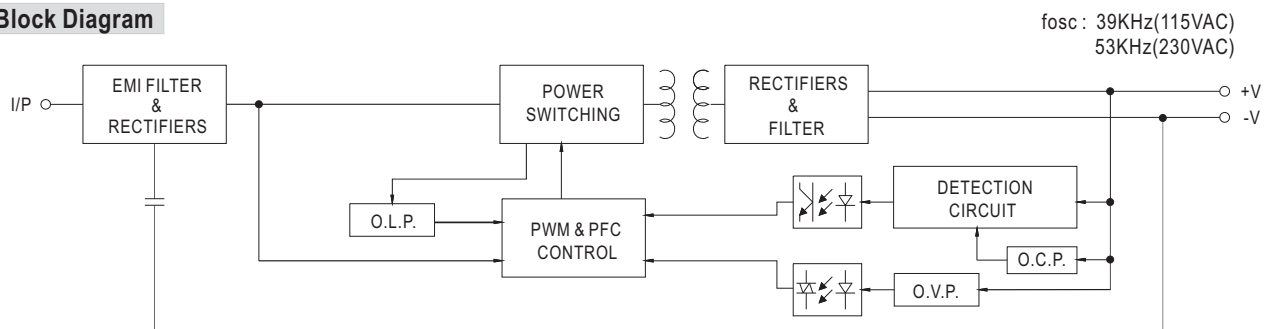 Block Diagram
fosc : 39KHz(115VAC)
53KHz(230VAC)
I/P
EMI FILTER
&
RECTIFIERS
POWER
SWITCHING
RECTIFIERS
&
FILTER
+V
-V
O.L.P.
PWM & PFC
CONTROL
DETECTION
CIRCUIT
O.C.P.
O.V.P.